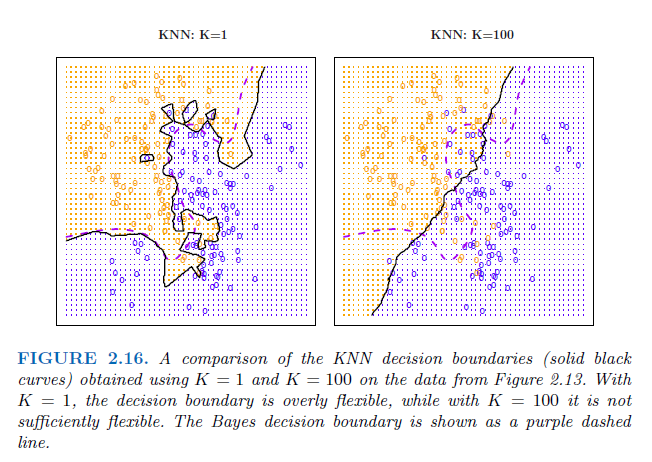 KNN: K=1
KNN: K=100
FIGURE 2.16. A comparison of the KNN decision boundaries (solid black
curves) obtained using K = 1 and K = 100 on the data from Figure 2.13. With
K = 1, the decision boundary is overly flexible, while with K = 100 it is not
sufficiently flexible. The Bayes decision boundary is shown as a purple dashed
line.